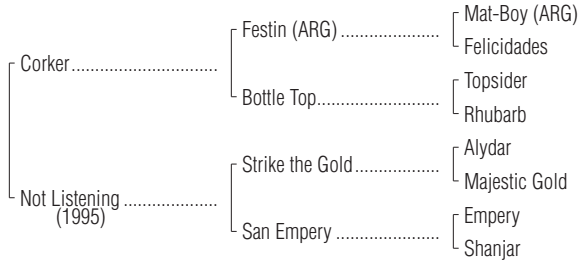 Mat-Boy (ARG)
Festin (ARG) ....................
Felicidades
Corker..............................
Topsider
Bottle Top.........................
Rhubarb
Alydar
Strike the Gold .................
Majestic Gold
Not Listening ...................
(1995)
Empery
San Empery .....................
Shanjar